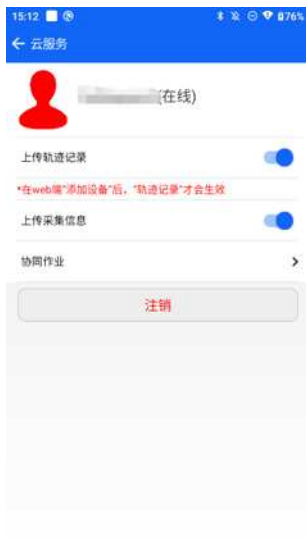 15:12 76%
← 云服务
(在线)
上传轨迹记录
*在web端"添加设备"后，"轨迹记录"才会生效
上传采集信息
协同作业 >
注销